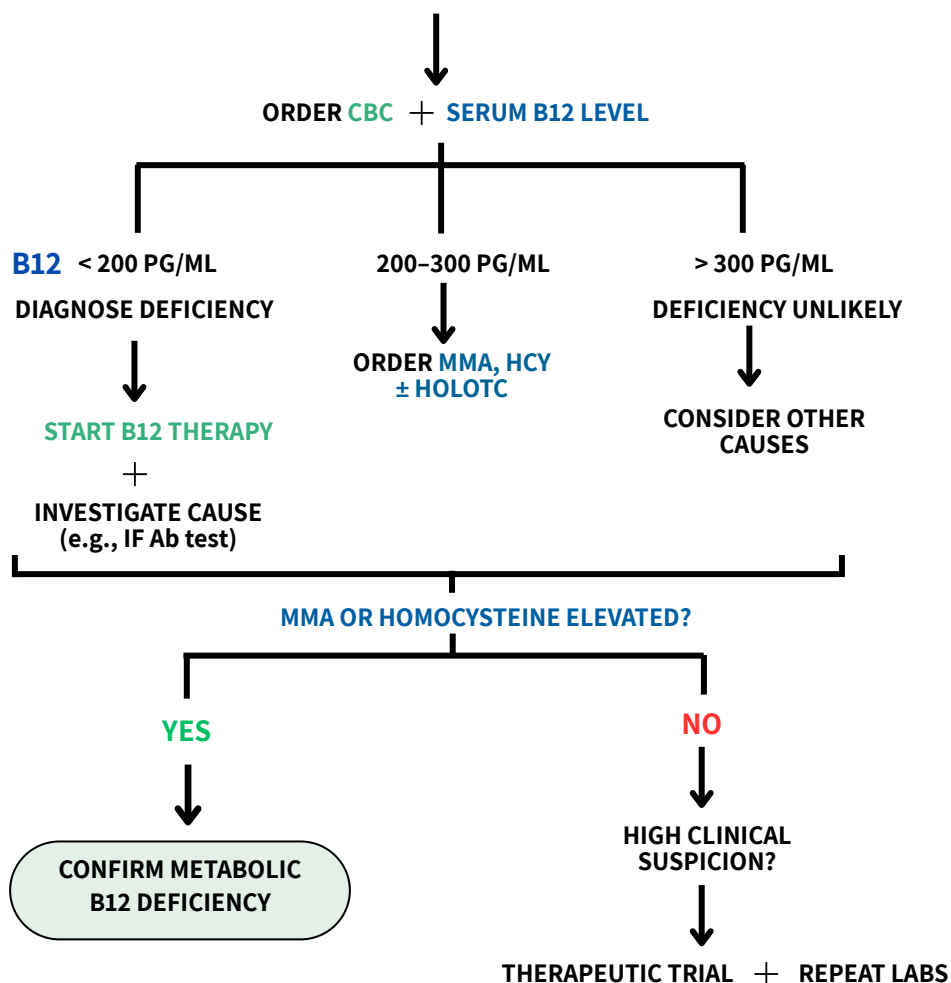 ORDER CBC + SERUM B12 LEVEL
B12 < 200 PG/ML
200–300 PG/ML
> 300 PG/ML
DIAGNOSE DEFICIENCY
DEFICIENCY UNLIKELY
ORDER MMA, HCY
± HOLOTC
START B12 THERAPY
+
INVESTIGATE CAUSE
(e.g., IF Ab test)
CONSIDER OTHER
CAUSES
MMA OR HOMOCYSTEINE ELEVATED?
YES
NO
CONFIRM METABOLIC
B12 DEFICIENCY
HIGH CLINICAL
SUSPICION?
THERAPEUTIC TRIAL + REPEAT LABS